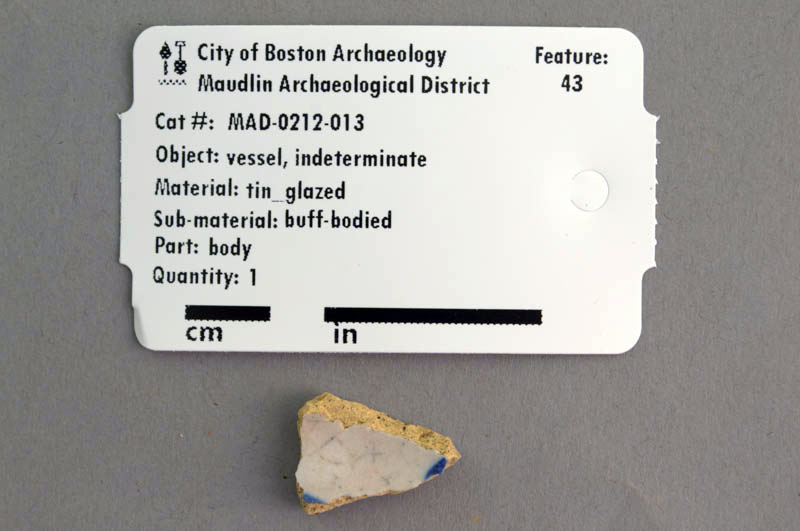 City of Boston Archaeology
Maudlin Archaeological District
Feature:
43
Cat #: MAD-0212-013
Object: vessel, indeterminate
Material: tin_glazed
Sub-material: buff-bodied
Part: body
Quantity: 1
cm in